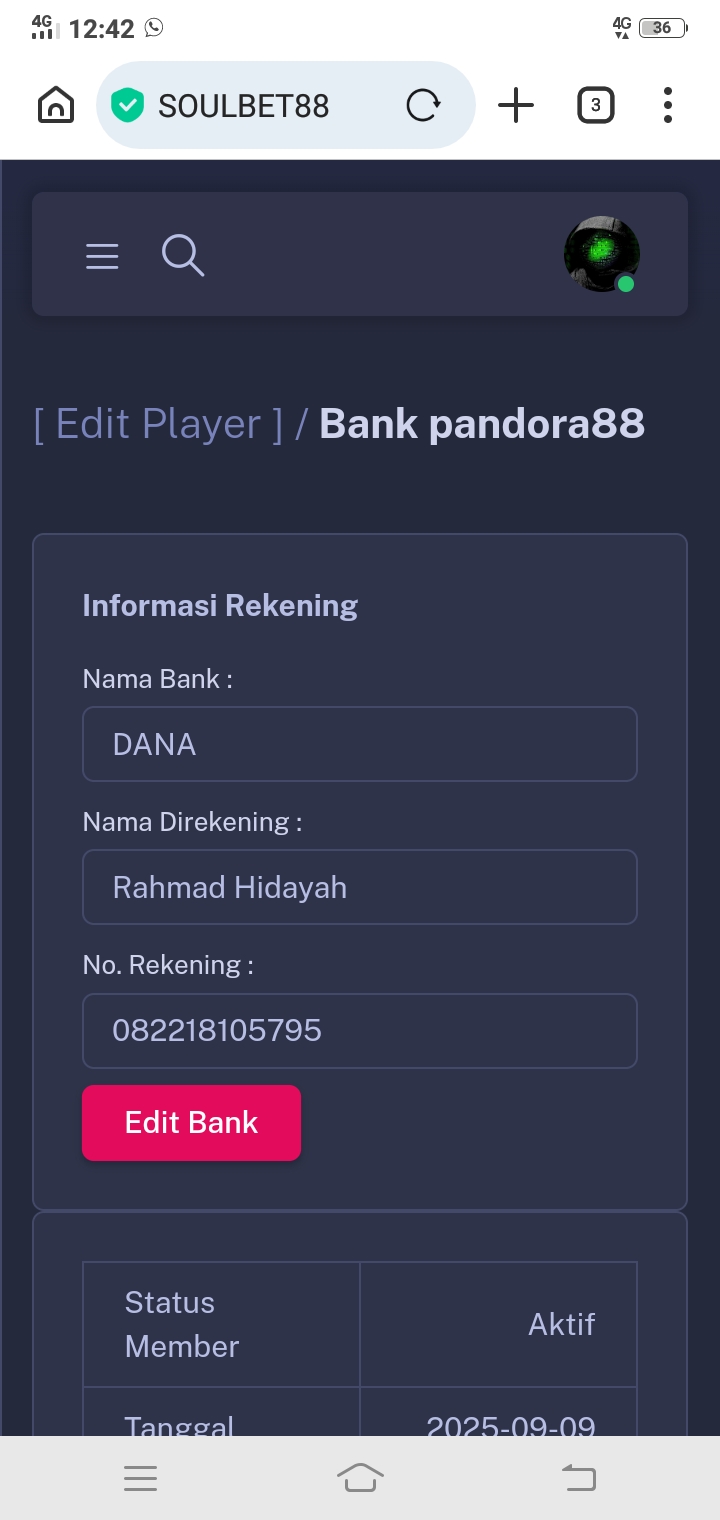 4G 12:42 4G 36
SOULBET88 3
[ Edit Player ] / Bank pandora88
Informasi Rekening
Nama Bank :
DANA
Nama Direkening :
Rahmad Hidayah
No. Rekening :
082218105795
Edit Bank
Status Member Aktif
Tanggal 2025-09-09